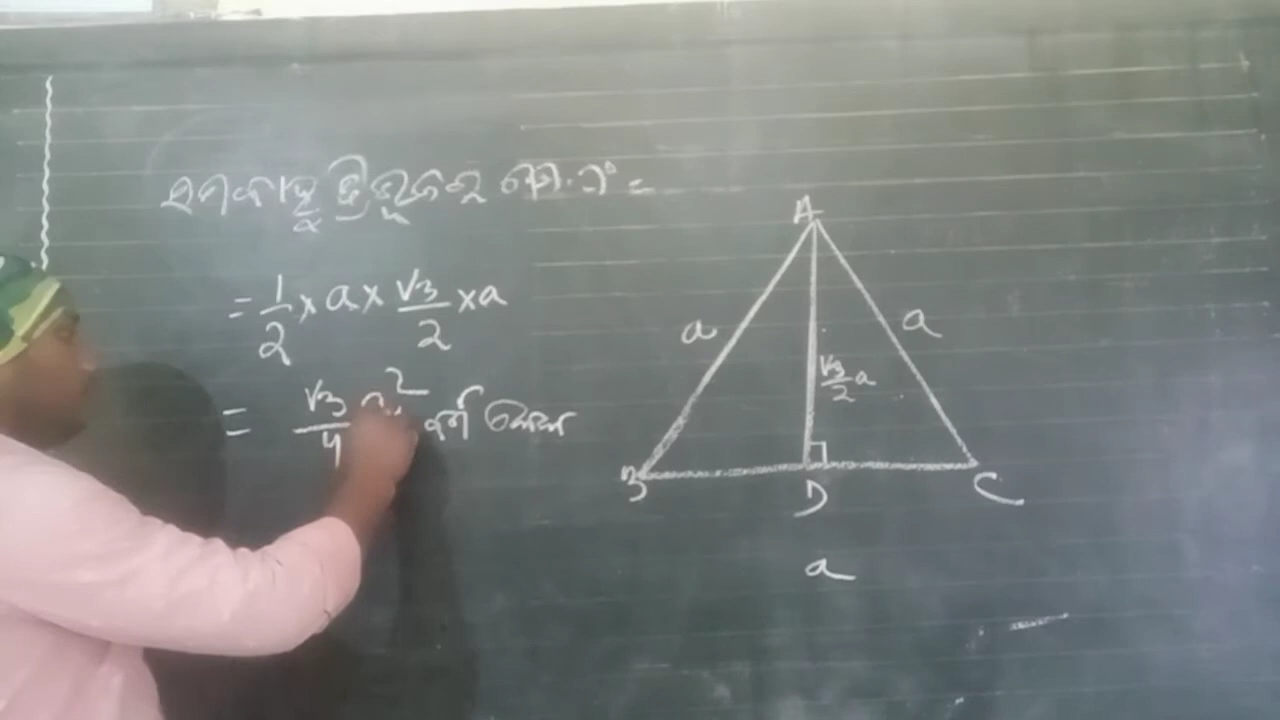 ସମବାହୁ ତ୍ରିଭୁଜର କ୍ଷେ.ଫ° =
= 1/2 × a × √3/2 × a
= √3/4 a² ବର୍ଗ ଏକକ
A
a
a
√3/2 a
B
D
C
a